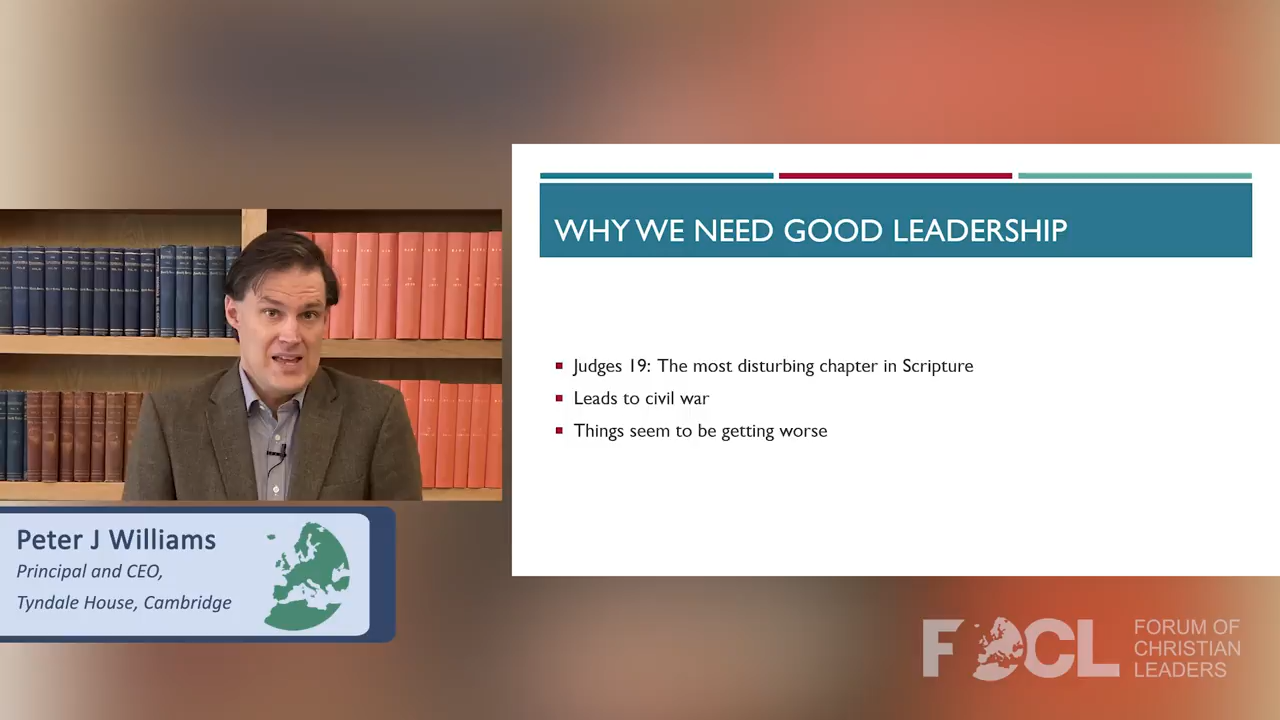 WHY WE NEED GOOD LEADERSHIP
Judges 19: The most disturbing chapter in Scripture
Leads to civil war
Things seem to be getting worse
Peter J Williams
Principal and CEO,
Tyndale House, Cambridge
FOCL
FORUM OF
CHRISTIAN
LEADERS